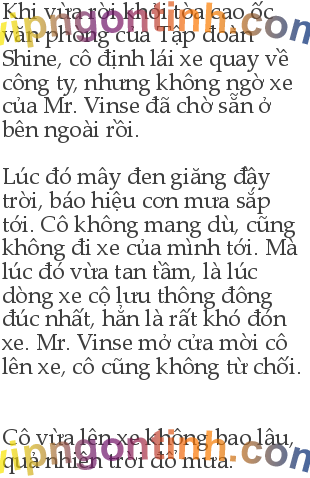 Khi vừa rời khỏi tòa cao ốc
văn phòng của Tập đoàn
Shine, cô định lái xe quay về
công ty, nhưng không ngờ xe
của Mr. Vinse đã chờ sẵn ở
bên ngoài rồi.
Lúc đó mây đen giăng đầy
trời, báo hiệu cơn mưa sắp
tới. Cô không mang dù, cũng
không đi xe của mình tới. Mà
lúc đó vừa tan tầm, là lúc
dòng xe cộ lưu thông đông
đúc nhất, hẳn là rất khó đón
xe. Mr. Vinse mở cửa mời cô
lên xe, cô cũng không từ chối.
Cô vừa lên xe không bao lâu,
quả nhiên trời đổ mưa.
vipngontinh.com
vipngontinh.com